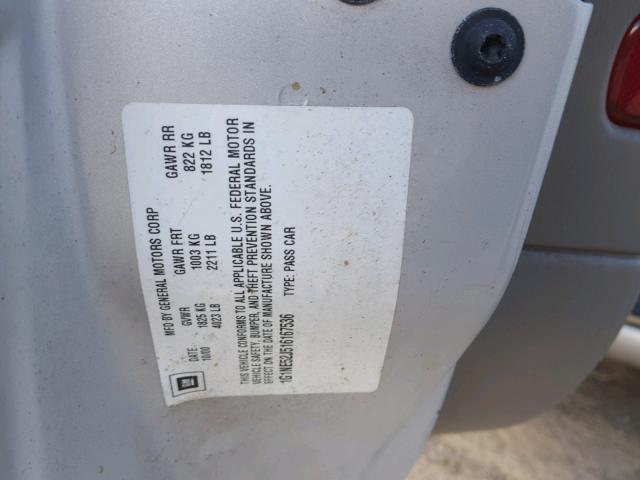 MFD BY GENERAL MOTORS CORP
DATE GVWR GAWR FRT GAWR RR
10/00 1825 KG 1003 KG 822 KG
4023 LB 2211 LB 1812 LB
THIS VEHICLE CONFORMS TO ALL APPLICABLE U.S. FEDERAL MOTOR
VEHICLE SAFETY, BUMPER, AND THEFT PREVENTION STANDARDS IN
EFFECT ON THE DATE OF MANUFACTURE SHOWN ABOVE.
1G1NE52J516167536 TYPE: PASS CAR
GM